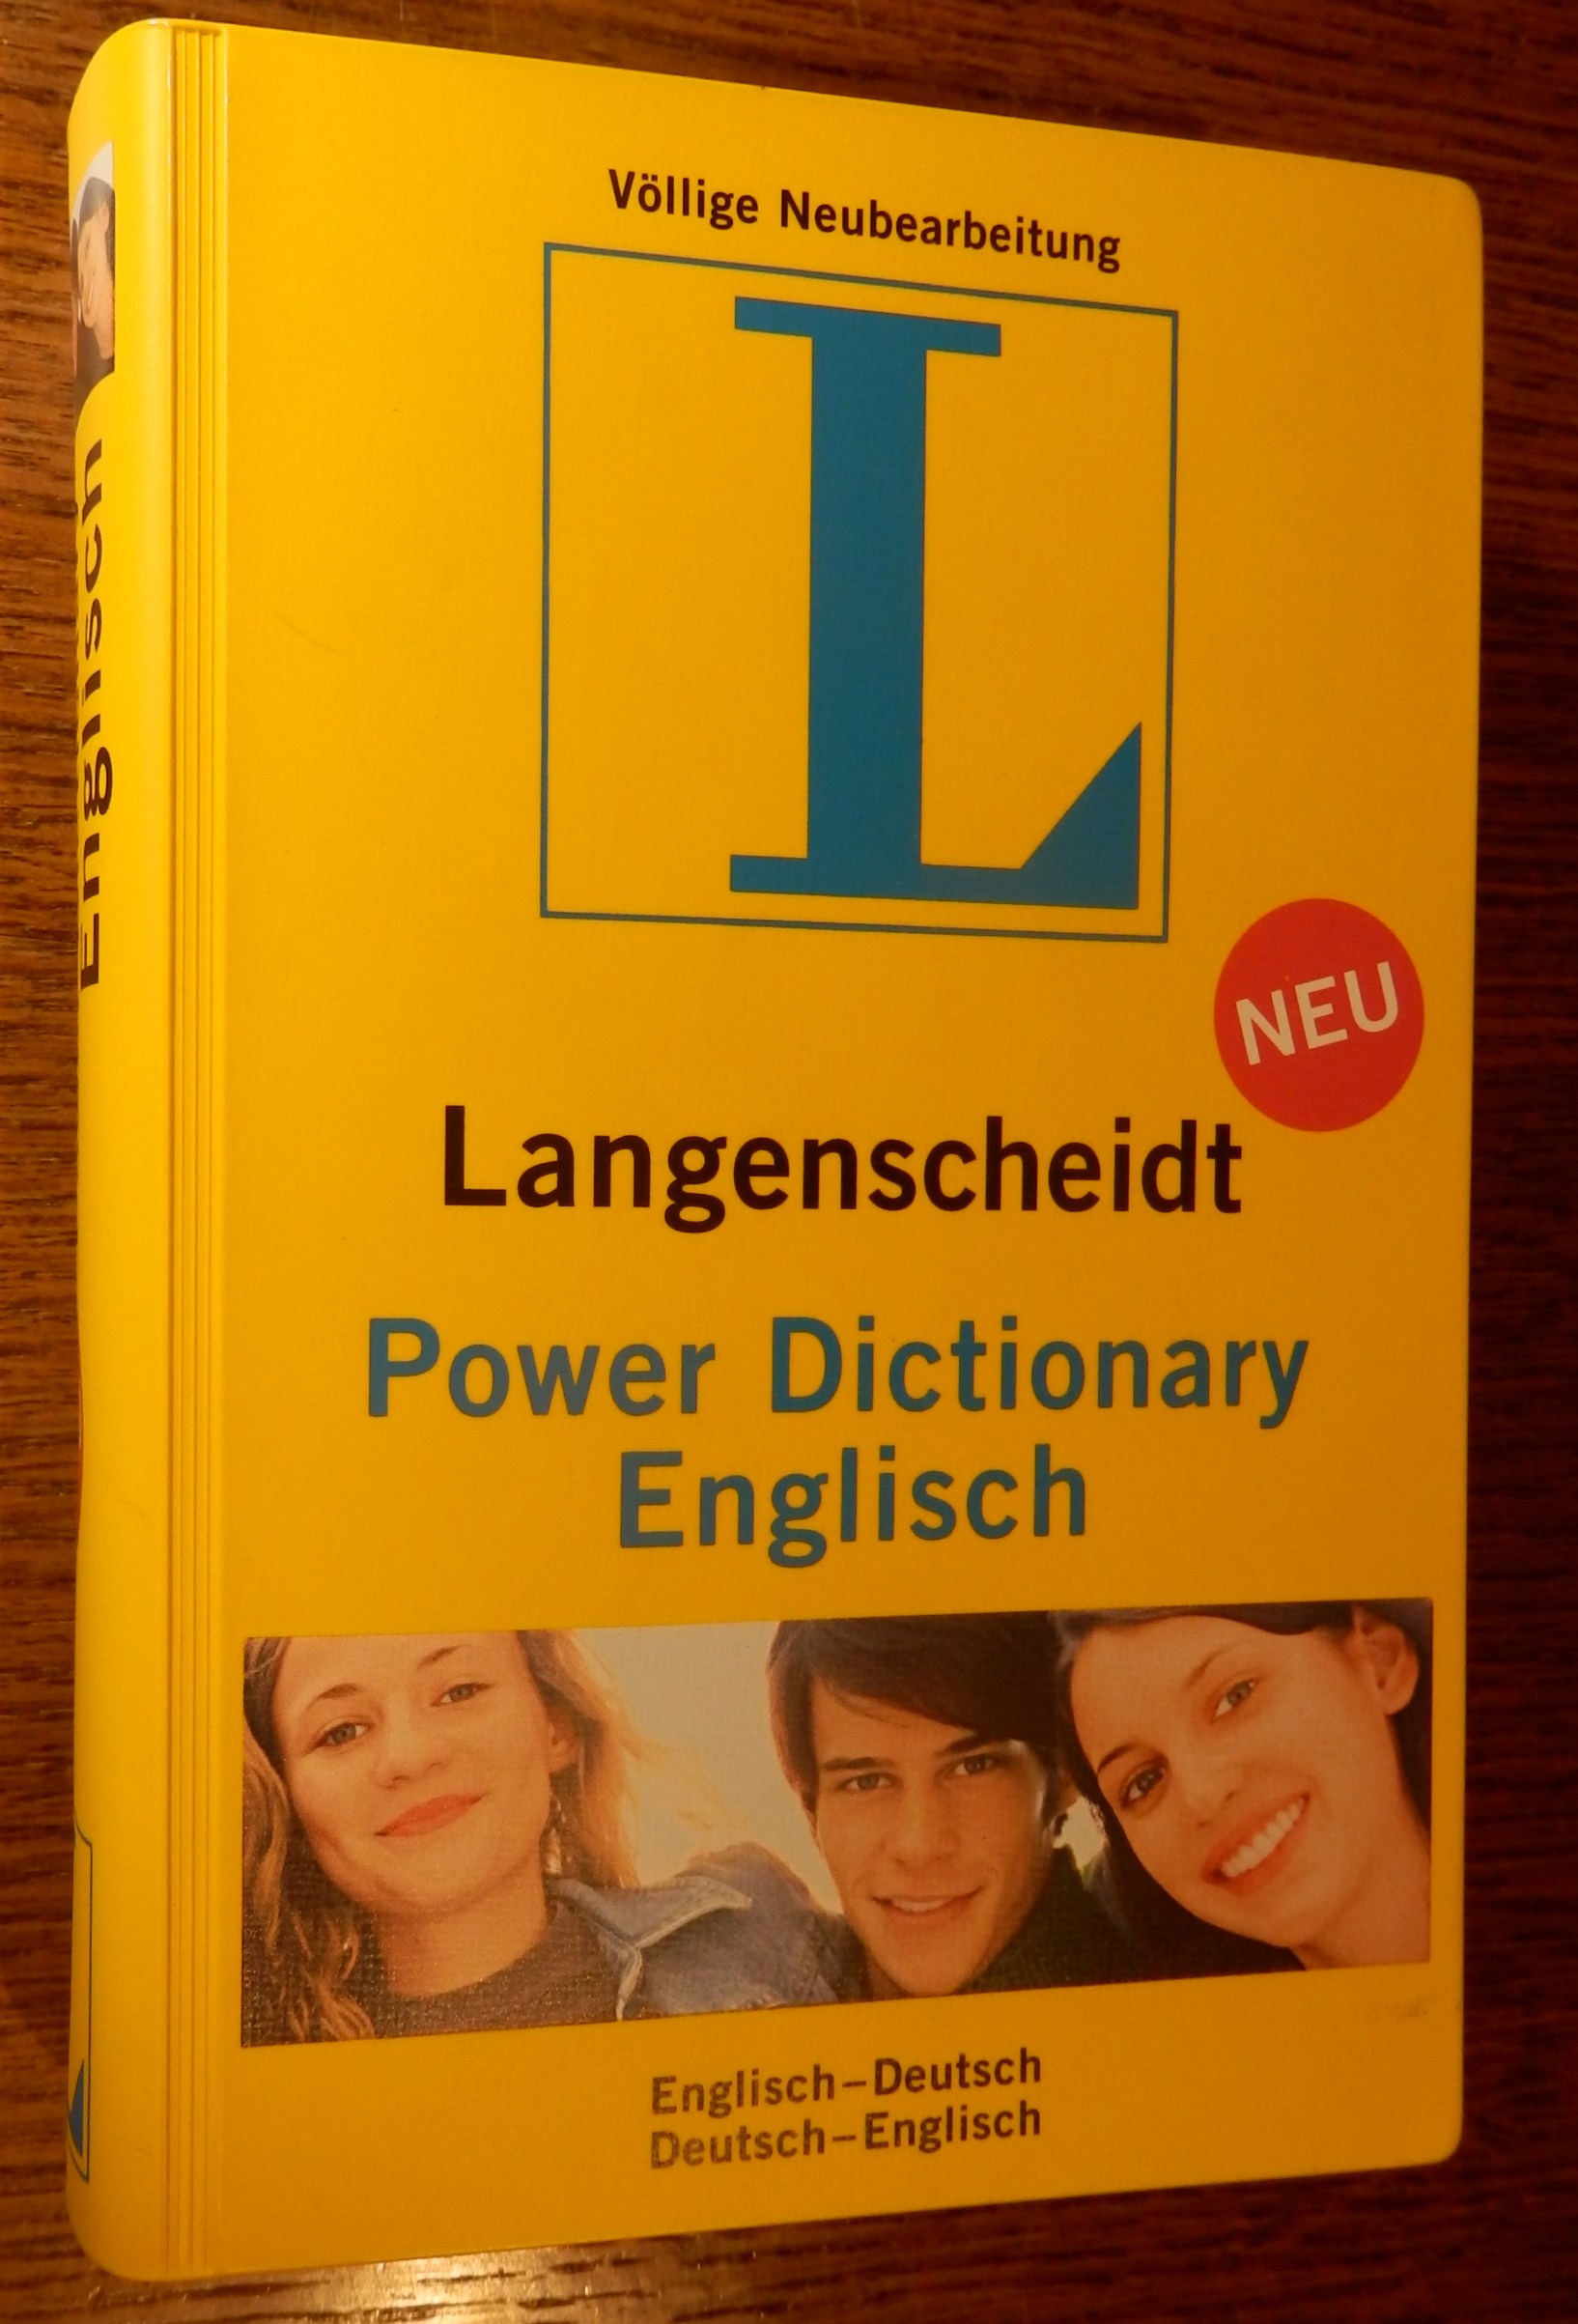 Völlige Neubearbeitung
L
NEU
Langenscheidt
Power Dictionary
Englisch
Englisch–Deutsch
Deutsch–Englisch
Englisch